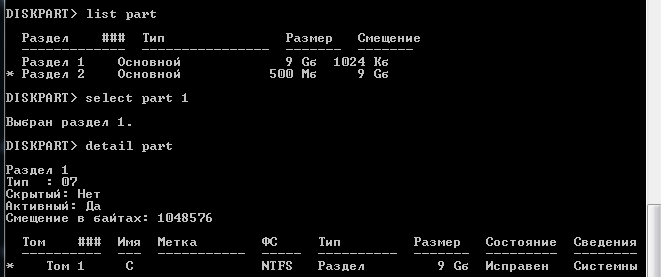 DISKPART> list part
Раздел ### Тип Размер Смещение
------------- ---------------- ------- -------
Раздел 1 Основной 9 Gб 1024 Kб
* Раздел 2 Основной 500 Mб 9 Gб
DISKPART> select part 1
Выбран раздел 1.
DISKPART> detail part
Раздел 1
Тип : 07
Скрытый: Нет
Активный: Да
Смещение в байтах: 1048576
Том ### Имя Метка ФС Тип Размер Состояние Сведения
---------- --- ----------- ----- ---------- ------- --------- --------
* Том 1 C NTFS Раздел 9 Gб Исправен Системны